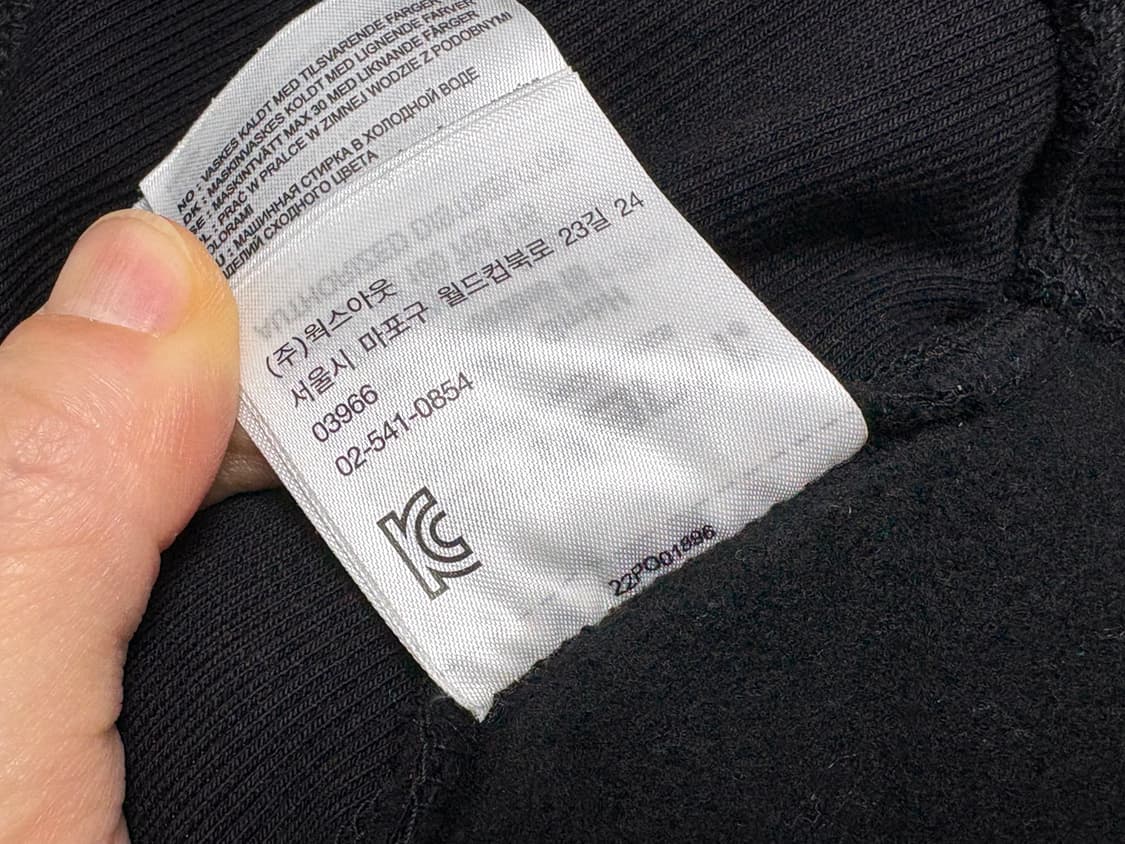 NO : VASKES KALDT MED TILSVARENDE FARGER
DK : MASKINVASKES KOLDT MED LIGNENDE FARVER
SE : MASKINTVÄTT MAX 30 MED LIKNANDE FÄRGER
PL : PRAĆ W PRALCE W ZIMNEJ WODZIE Z PODOBNYMI
KOLORAMI
RU : МАШИННАЯ СТИРКА В ХОЛОДНОЙ ВОДЕ
ИЗДЕЛИЙ СХОДНОГО ЦВЕТА
(주)웍스아웃
서울시 마포구 월드컵북로 23길 24
03966
02-541-0854
KC
22PO01896